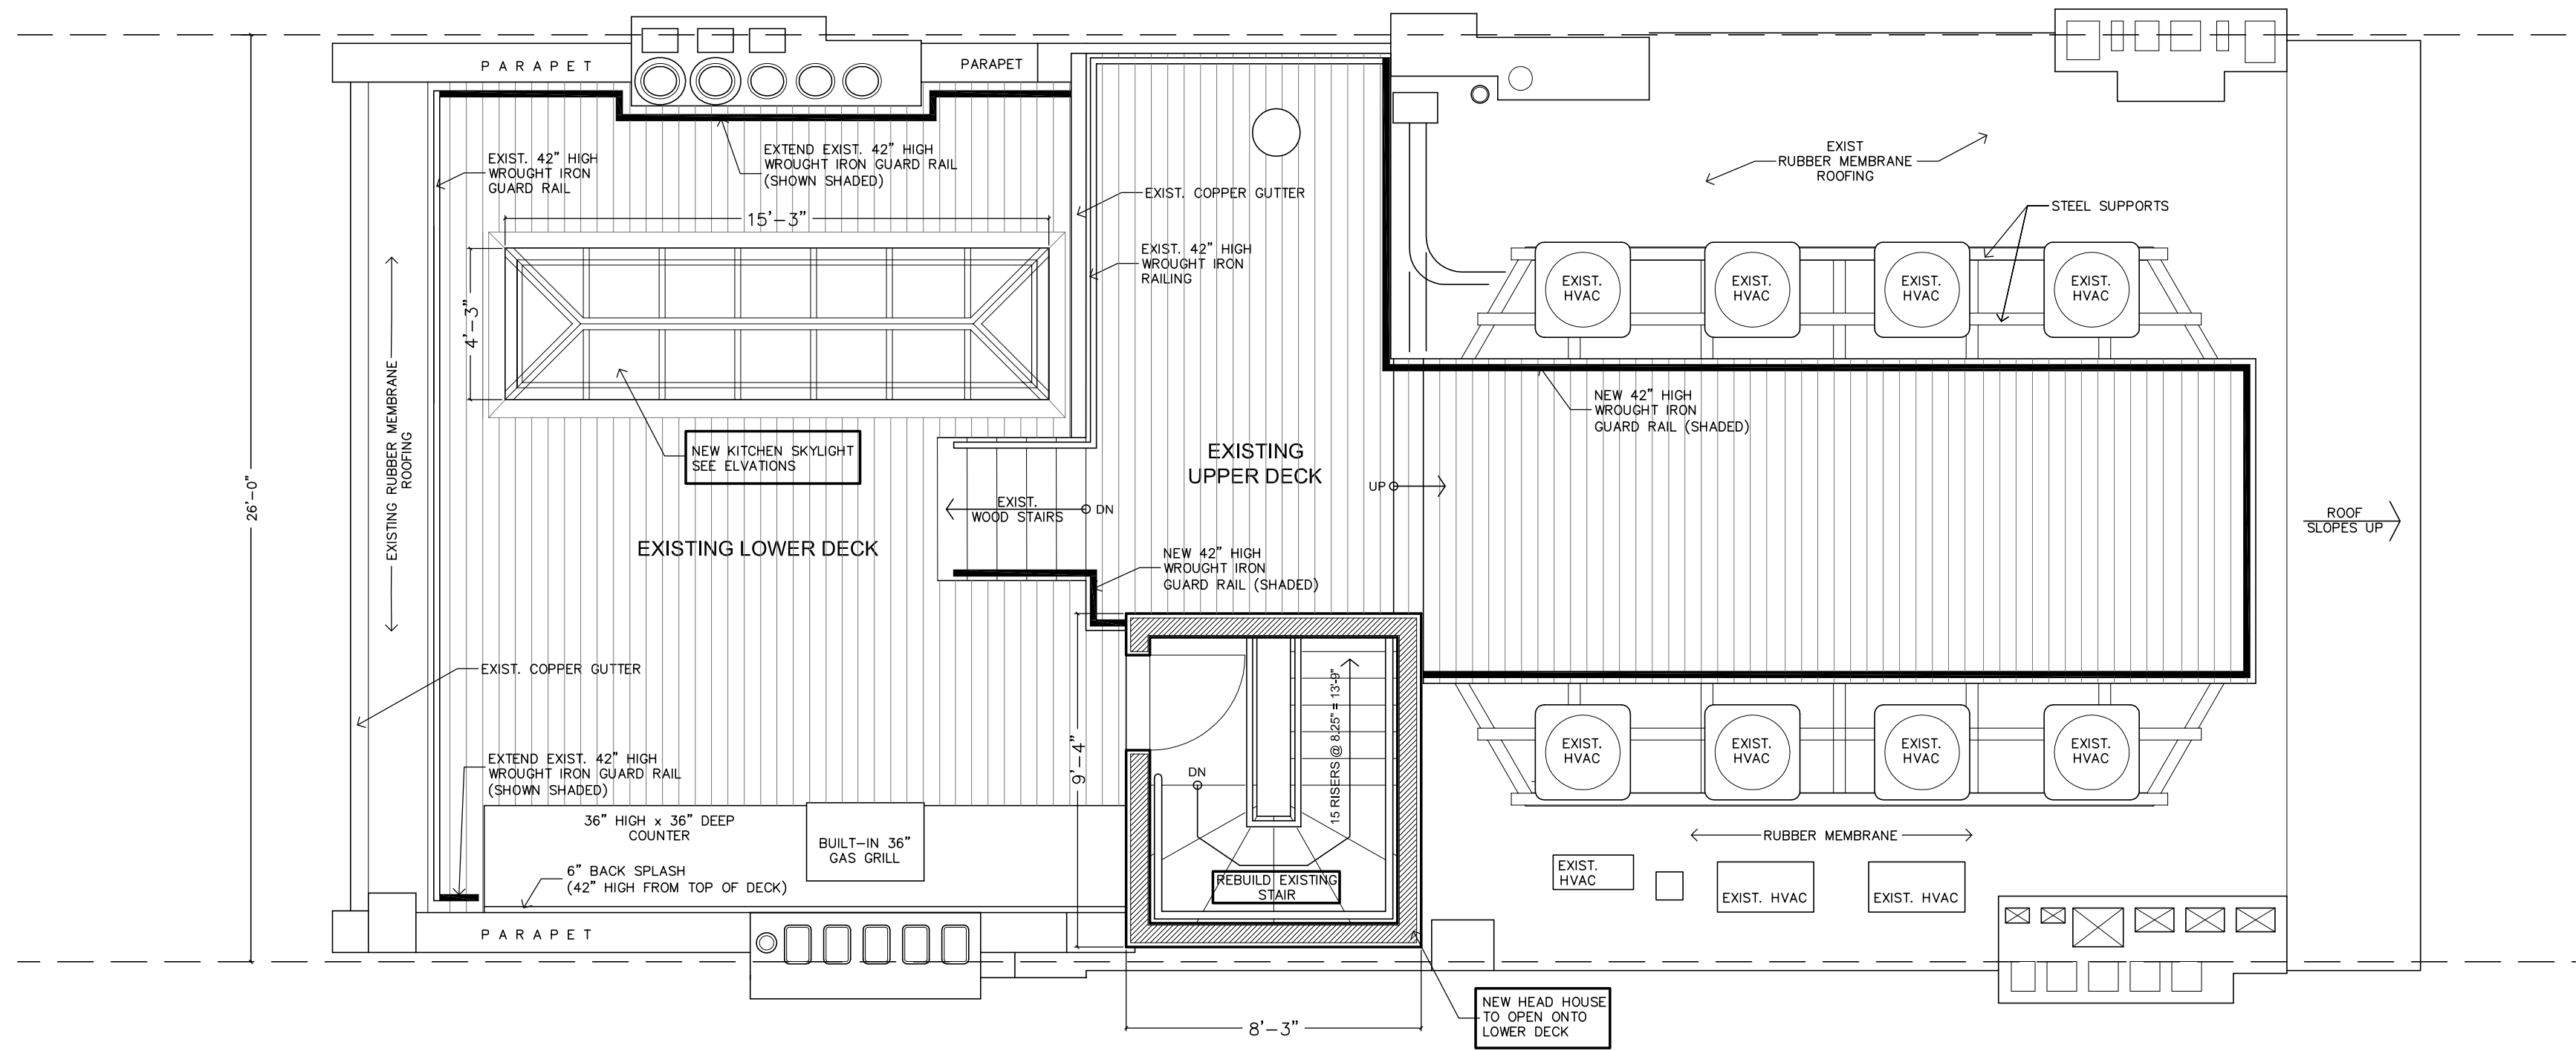 PARAPET
PARAPET
EXIST. 42” HIGH
WROUGHT IRON
GUARD RAIL
EXTEND EXIST. 42” HIGH
WROUGHT IRON GUARD RAIL
(SHOWN SHADED)
15’–3”
4’–3”
EXIST. COPPER GUTTER
EXIST. 42” HIGH
WROUGHT IRON
RAILING
EXIST
RUBBER MEMBRANE
ROOFING
STEEL SUPPORTS
EXIST.
HVAC
EXIST.
HVAC
EXIST.
HVAC
EXIST.
HVAC
NEW 42” HIGH
WROUGHT IRON
GUARD RAIL (SHADED)
26’–0”
EXISTING RUBBER MEMBRANE
ROOFING
NEW KITCHEN SKYLIGHT
SEE ELVATIONS
EXISTING
UPPER DECK
UP
EXIST.
WOOD STAIRS
DN
EXISTING LOWER DECK
ROOF
SLOPES UP
NEW 42” HIGH
WROUGHT IRON
GUARD RAIL (SHADED)
EXIST. COPPER GUTTER
9’–4”
DN
15 RISERS @ 8.25" = 13'-9"
EXTEND EXIST. 42” HIGH
WROUGHT IRON GUARD RAIL
(SHOWN SHADED)
36” HIGH x 36” DEEP
COUNTER
BUILT–IN 36”
GAS GRILL
6” BACK SPLASH
(42” HIGH FROM TOP OF DECK)
REBUILD EXISTING
STAIR
EXIST.
HVAC
EXIST.
HVAC
EXIST.
HVAC
EXIST.
HVAC
RUBBER MEMBRANE
EXIST.
HVAC
EXIST. HVAC
EXIST. HVAC
PARAPET
8’–3”
NEW HEAD HOUSE
TO OPEN ONTO
LOWER DECK